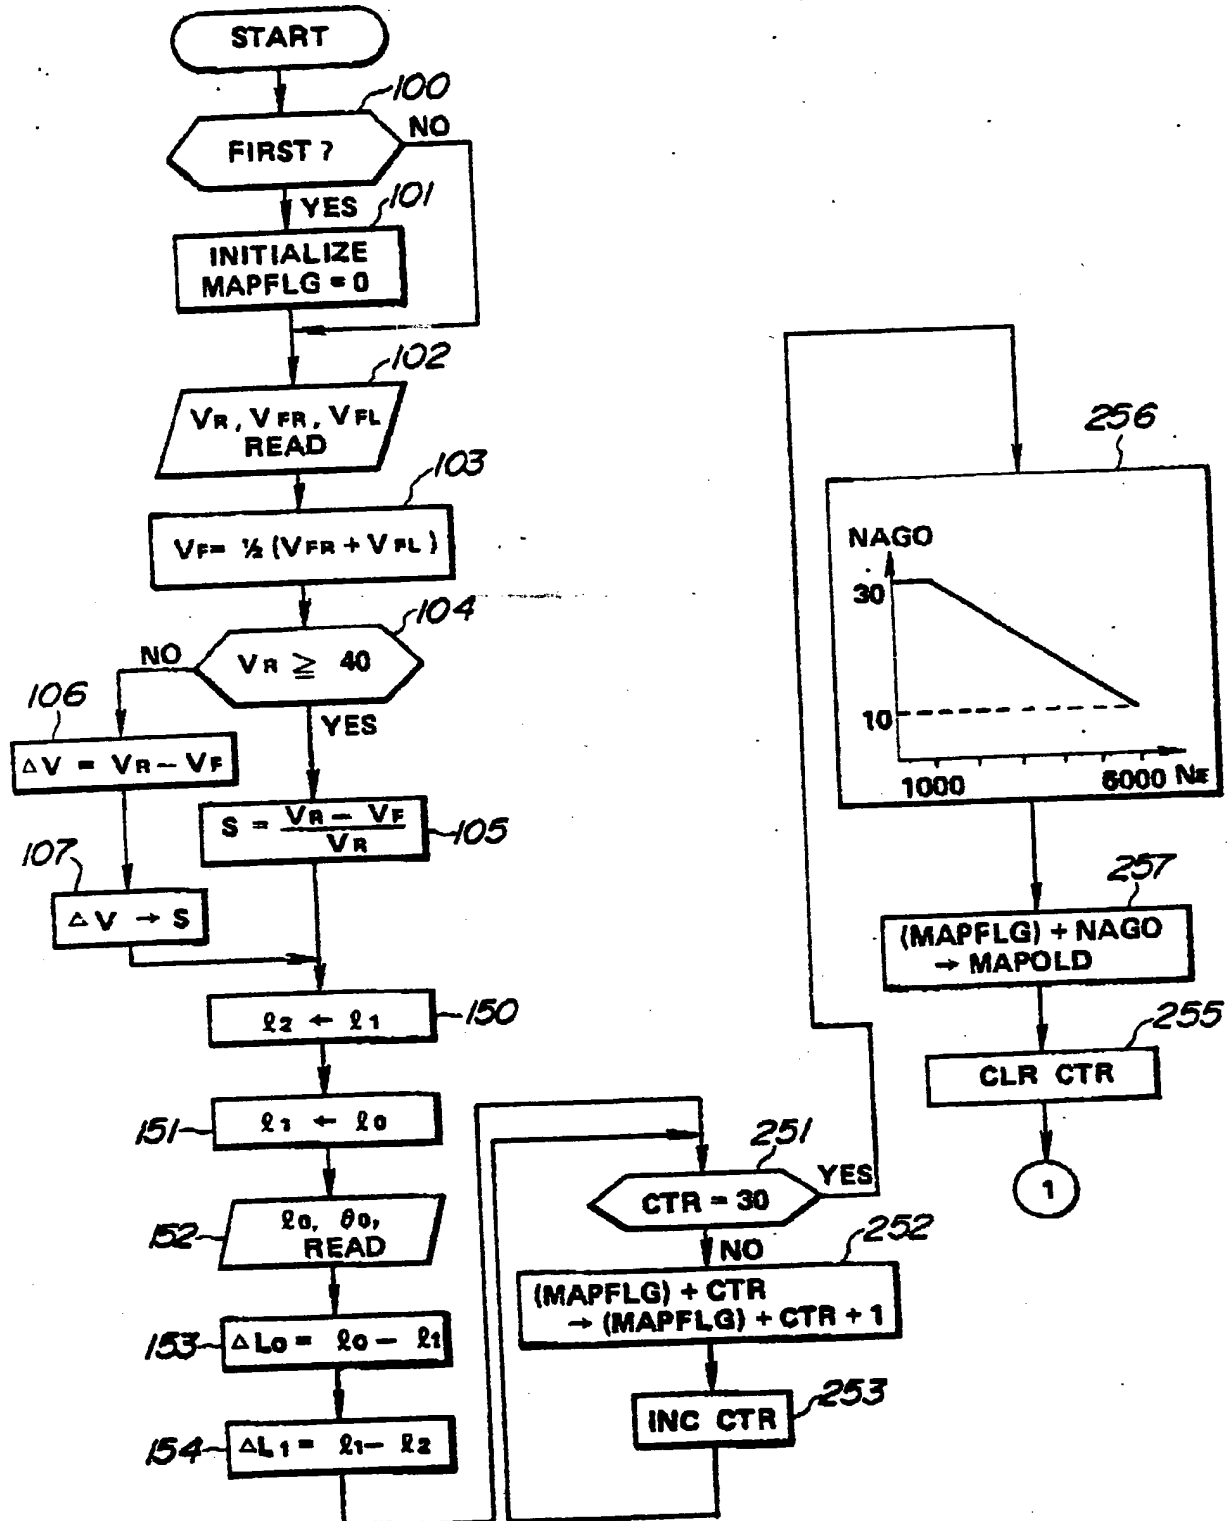 START
100
FIRST ?
NO
YES
101
INITIALIZE
MAPFLG = 0
102
VR, VFR, VFL
READ
103
VF= ½ (VFR + VFL)
104
VR ≧ 40
NO
YES
106
ΔV = VR − VF
S = VR − VF / VR
105
107
ΔV → S
ℓ2 ← ℓ1
150
ℓ1 ← ℓ0
151
ℓ0, θ0,
READ
152
ΔL0 = ℓ0 − ℓ1
153
ΔL1 = ℓ1 − ℓ2
154
251
CTR = 30
YES
NO
252
(MAPFLG) + CTR
→ (MAPFLG) + CTR + 1
253
INC CTR
256
NAGO
30
10
1000
6000 NE
257
(MAPFLG) + NAGO
→ MAPOLD
255
CLR CTR
1